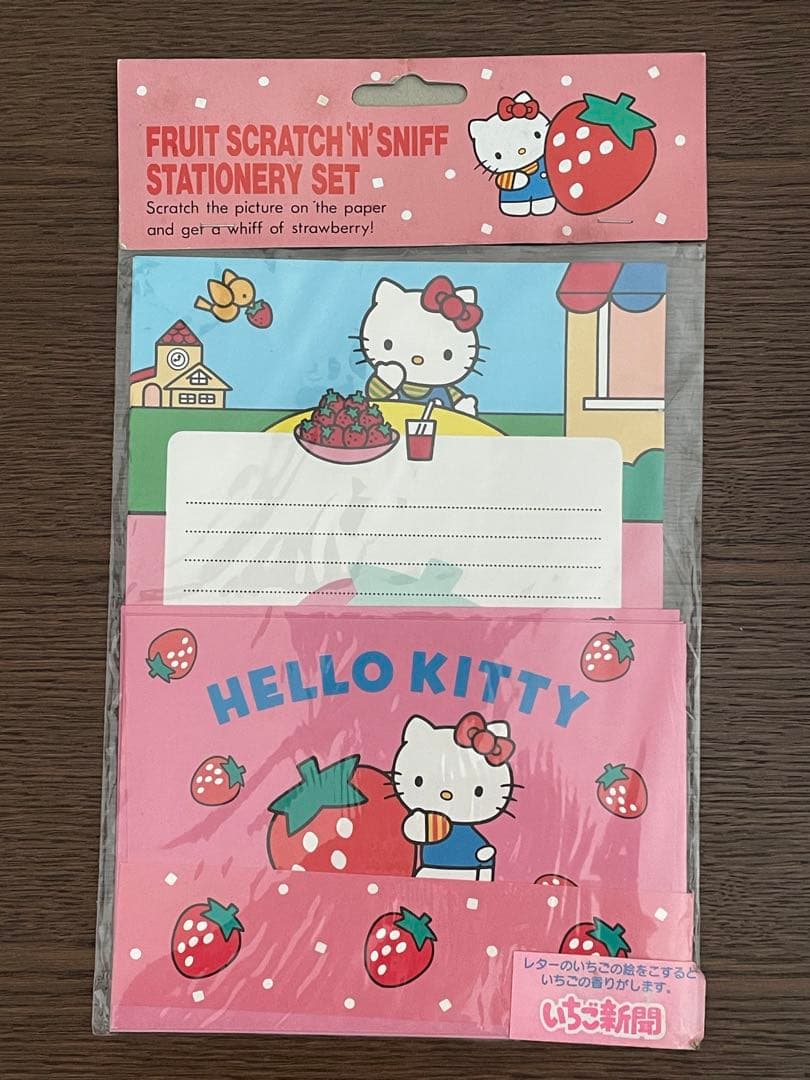 FRUIT SCRATCH 'N' SNIFF
STATIONERY SET
Scratch the picture on the paper
and get a whiff of strawberry!
HELLO KITTY
レターのいちごの絵をこすると
いちごの香りがします。
いちご新聞